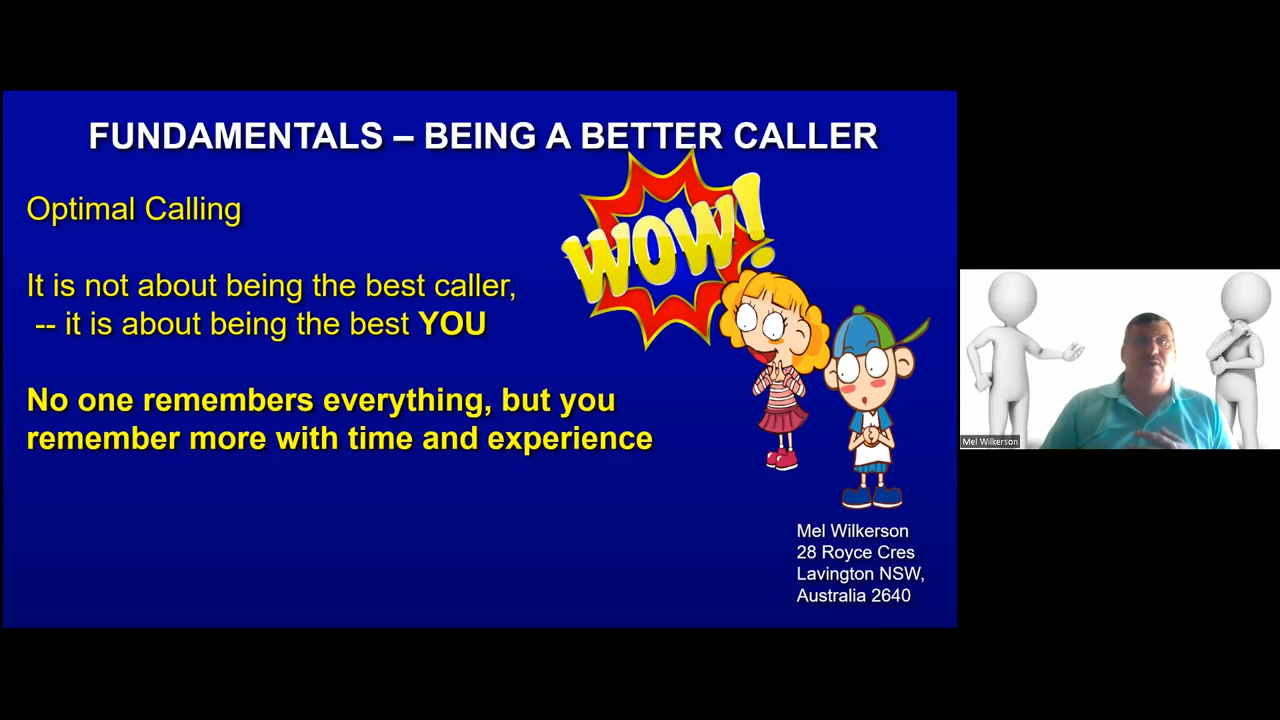 FUNDAMENTALS – BEING A BETTER CALLER
Optimal Calling
WOW!
It is not about being the best caller,
-- it is about being the best YOU
No one remembers everything, but you
remember more with time and experience
Mel Wilkerson
28 Royce Cres
Lavington NSW,
Australia 2640
Mel Wilkerson